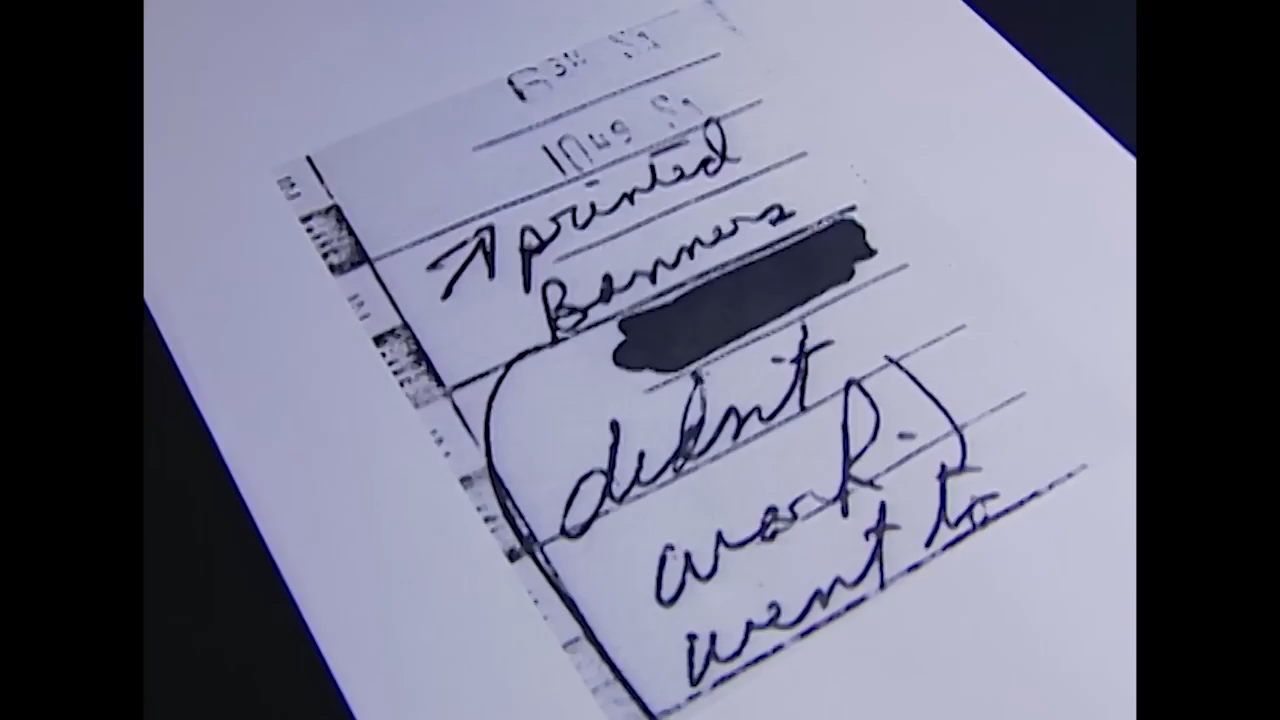 ↗ printed
Banners
(didn't
work.)
went to